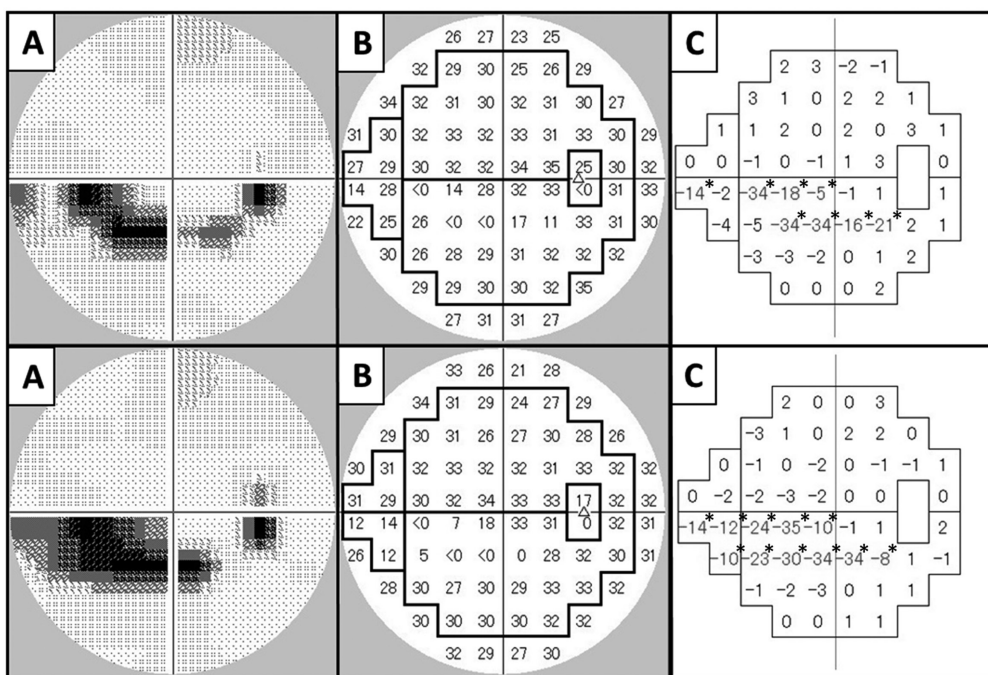 A
B
26 27 23 25
32 29 30 25 26 29
34 32 31 30 32 31 30 27
31 30 32 33 33 32 31 33 30 29
27 29 30 32 32 34 35 25 30 32
14 28 <0 14 28 32 33 <0 31 33
22 25 26 <0 <0 17 11 33 31 30
30 26 28 29 31 32 32 32
29 29 30 30 32 35
27 31 31 27
C
2 3 -2 -1
3 1 0 2 2 1
1 1 2 0 2 0 3 1
0 0 -1 0 -1 1 3 0
-14* -2 -34* -18* -5* -1 1 1
-4 -5 -34* -34* -16* -21* 2 1
-3 -3 -2 0 1 2
0 0 0 2
A
B
33 26 21 28
34 31 29 24 27 29
29 30 31 26 27 30 28 26
30 31 32 33 32 32 31 33 32 32
31 29 30 32 34 33 33 17 32 32
12 14 <0 7 18 33 31 0 32 31
26 12 5 <0 <0 0 28 32 30 31
28 30 27 30 29 33 33 32
30 30 30 30 32 32
32 29 27 30
C
2 0 0 3
-3 1 0 2 2 0
0 -1 0 -2 0 -1 -1 1
0 -2 -2 -3 -2 0 0 0
-14* -12* -24* -35* -10* -1 1 2
-10* -23* -30* -34* -34* -8* 1 -1
-1 -2 -3 0 1 1
0 0 1 1